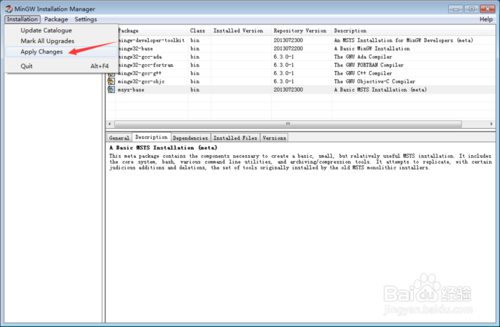 MinGW Installation Manager
Installation Package Settings Help
Update Catalogue
Mark All Upgrades
Apply Changes
Quit Alt+F4
Package Class Installed Version Repository Version Description
mingw-developer-toolkit bin 2013072300 An MSYS Installation for MinGW Developers (meta)
mingw32-base bin 2013072200 A Basic MinGW Installation
mingw32-gcc-ada bin 6.3.0-1 The GNU Ada Compiler
mingw32-gcc-fortran bin 6.3.0-1 The GNU FORTRAN Compiler
mingw32-gcc-g++ bin 6.3.0-1 The GNU C++ Compiler
mingw32-gcc-objc bin 6.3.0-1 The GNU Objective-C Compiler
msys-base bin 2013072300 A Basic MSYS Installation (meta)
General Description Dependencies Installed Files Versions
A Basic MSYS Installation (meta)
This meta package contains the components necessary to create a basic, small, but relatively useful MSYS installation. It includes
the core system, bash, various command line utilities, and archiving/compression tools. It attempts to replicate, with certain
judicious additions and deletions, the set of tools originally installed by the old MSYS monolithic installers.
Baidu 经验
jingyan.baidu.com